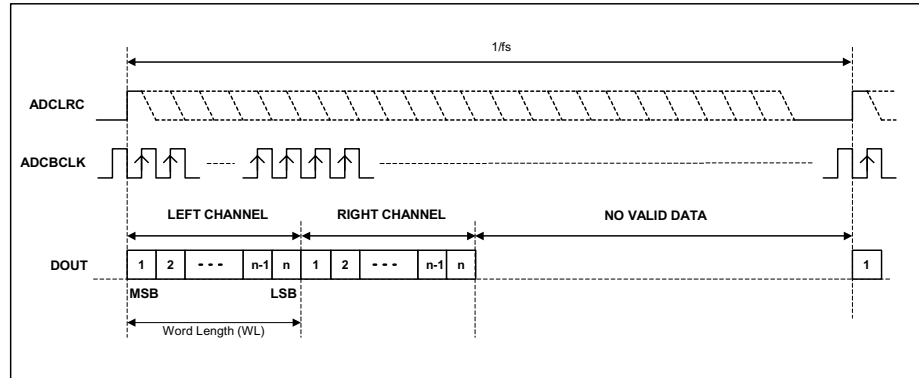 1/fs
ADCLRC
ADCBCLK
LEFT CHANNEL RIGHT CHANNEL NO VALID DATA
DOUT 1 2 n-1 n 1 2 n-1 n 1
MSB LSB
Word Length (WL)